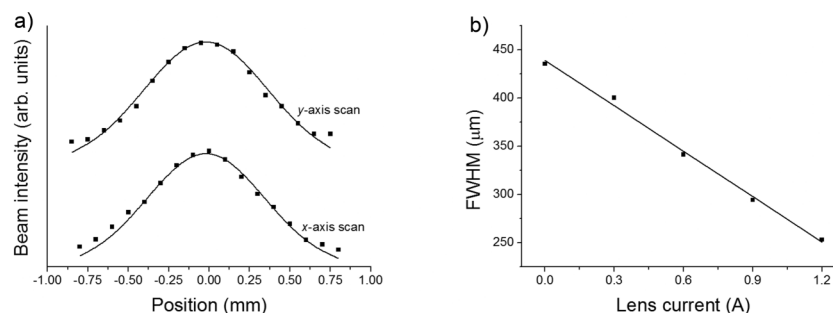 a)
Beam intensity (arb. units)
y-axis scan
x-axis scan
-1.00 -0.75 -0.50 -0.25 0.00 0.25 0.50 0.75 1.00
Position (mm)
b)
FWHM (μm)
450
400
350
300
250
0.0 0.3 0.6 0.9 1.2
Lens current (A)